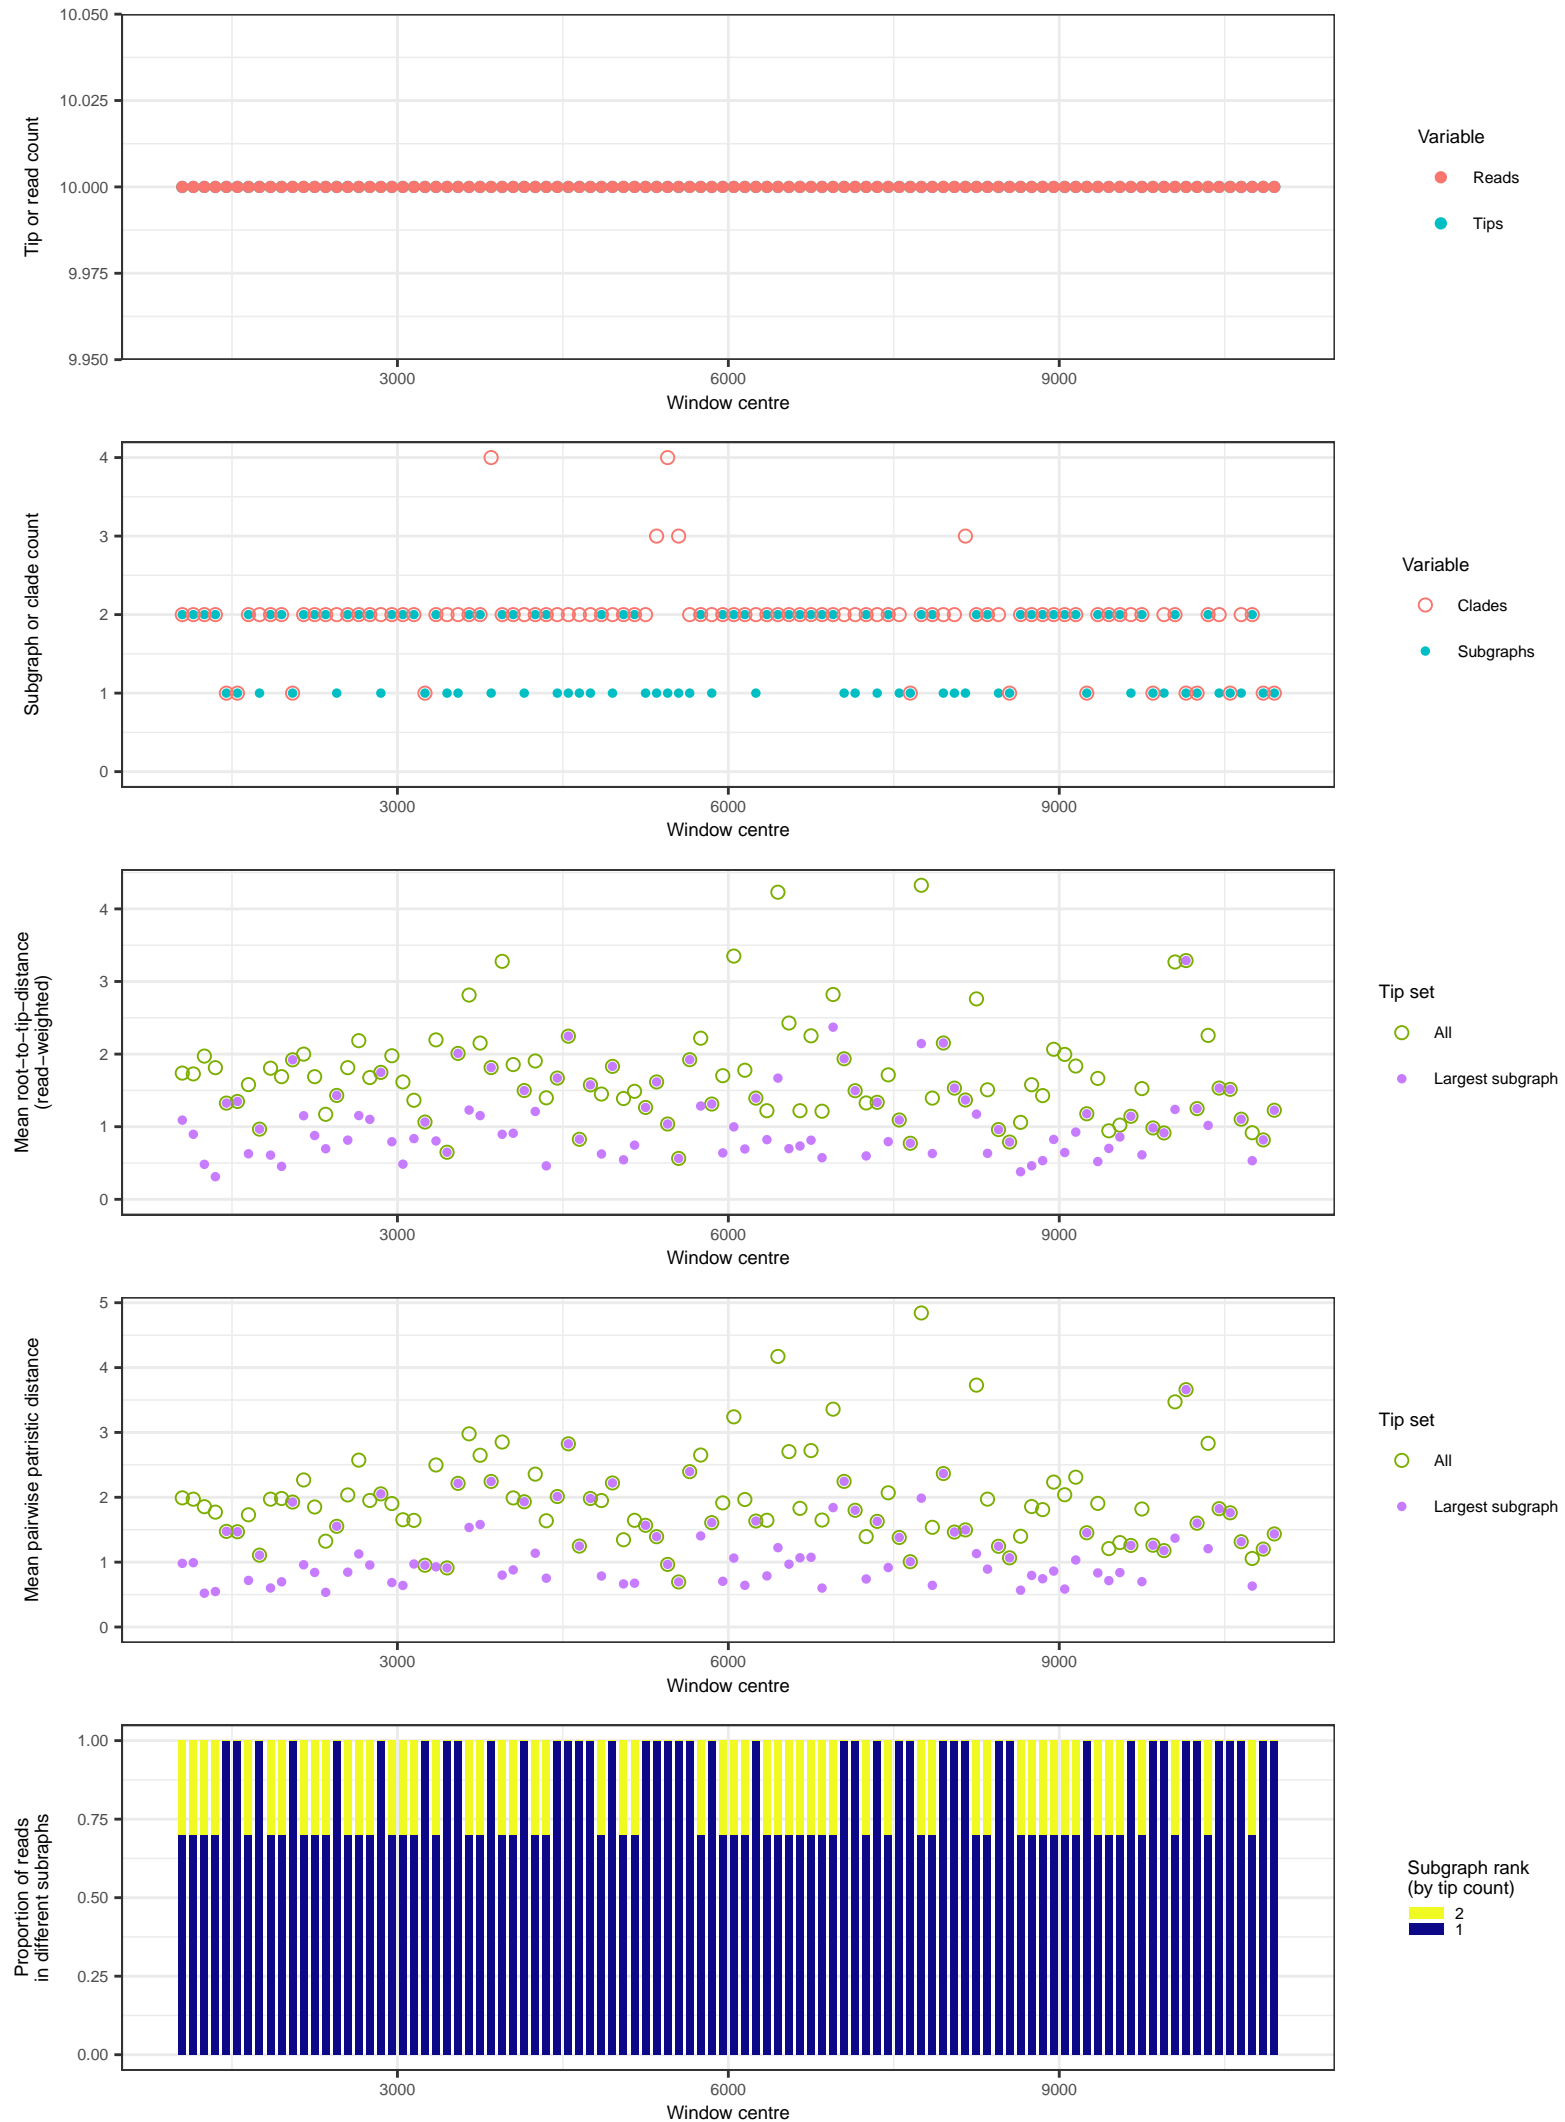 10.050
10.025
10.000
9.975
9.950
Tip or read count
3000 6000 9000
Window centre
Variable
Reads
Tips
4
3
2
1
0
Subgraph or clade count
3000 6000 9000
Window centre
Variable
Clades
Subgraphs
4
3
2
1
0
Mean root−to−tip−distance
(read−weighted)
3000 6000 9000
Window centre
Tip set
All
Largest subgraph
5
4
3
2
1
0
Mean pairwise patristic distance
3000 6000 9000
Window centre
Tip set
All
Largest subgraph
1.00
0.75
0.50
0.25
0.00
Proportion of reads
in different subraphs
3000 6000 9000
Window centre
Subgraph rank
(by tip count)
2
1